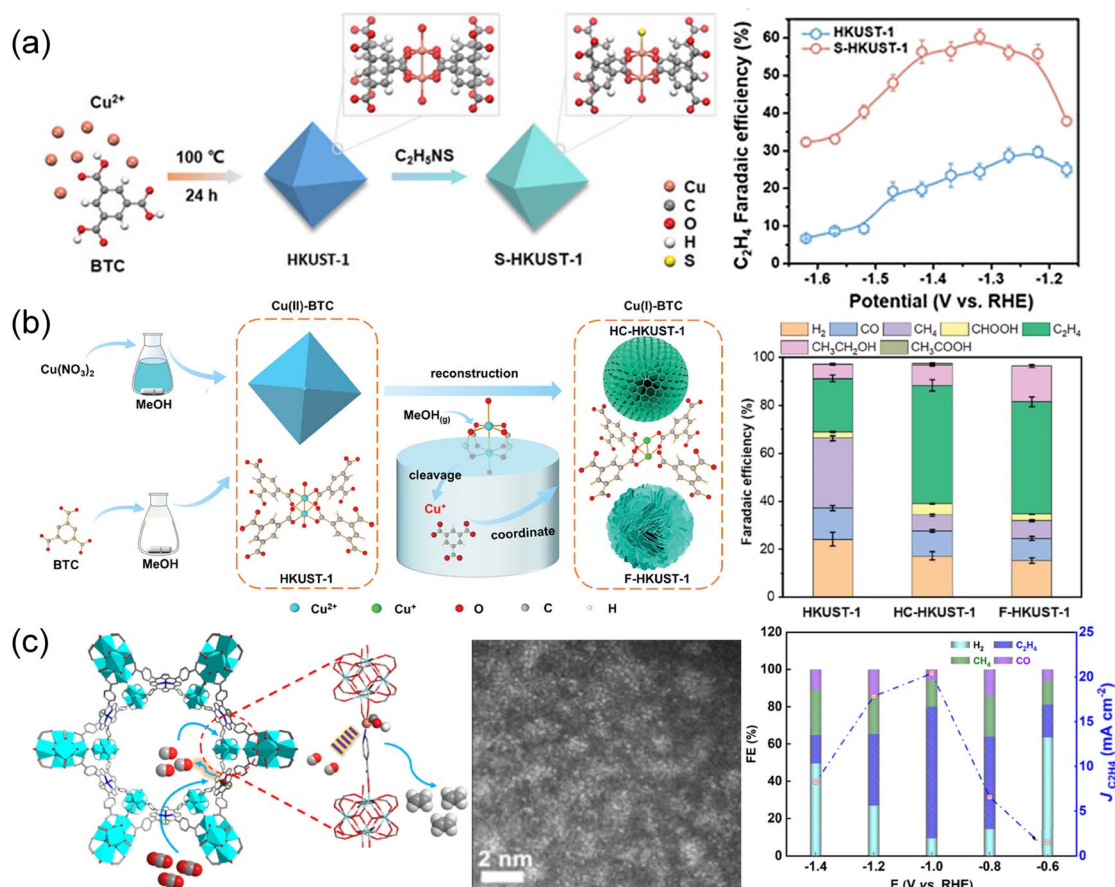 (a)
Cu²⁺
BTC
100 ℃
24 h
HKUST-1
C₂H₅NS
S-HKUST-1
Cu
C
O
H
S
C₂H₄ Faradaic efficiency (%)
60
50
40
30
20
10
0
HKUST-1
S-HKUST-1
-1.6
-1.5
-1.4
-1.3
-1.2
Potential (V vs. RHE)
(b)
Cu(NO₃)₂
MeOH
BTC
MeOH
Cu(II)-BTC
HKUST-1
reconstruction
MeOH(g)
cleavage
Cu⁺
coordinate
Cu(I)-BTC
HC-HKUST-1
F-HKUST-1
Cu²⁺
Cu⁺
O
C
H
H₂
CO
CH₄
CHOOH
C₂H₄
CH₃CH₂OH
CH₃COOH
Faradaic efficiency (%)
100
80
60
40
20
0
HKUST-1
HC-HKUST-1
F-HKUST-1
(c)
2 nm
FE (%)
120
100
80
60
40
20
0
H₂
C₂H₄
CH₄
CO
25
20
15
10
5
0
J C2H4 (mA cm⁻²)
-1.4
-1.2
-1.0
-0.8
-0.6
E (V vs. RHE)